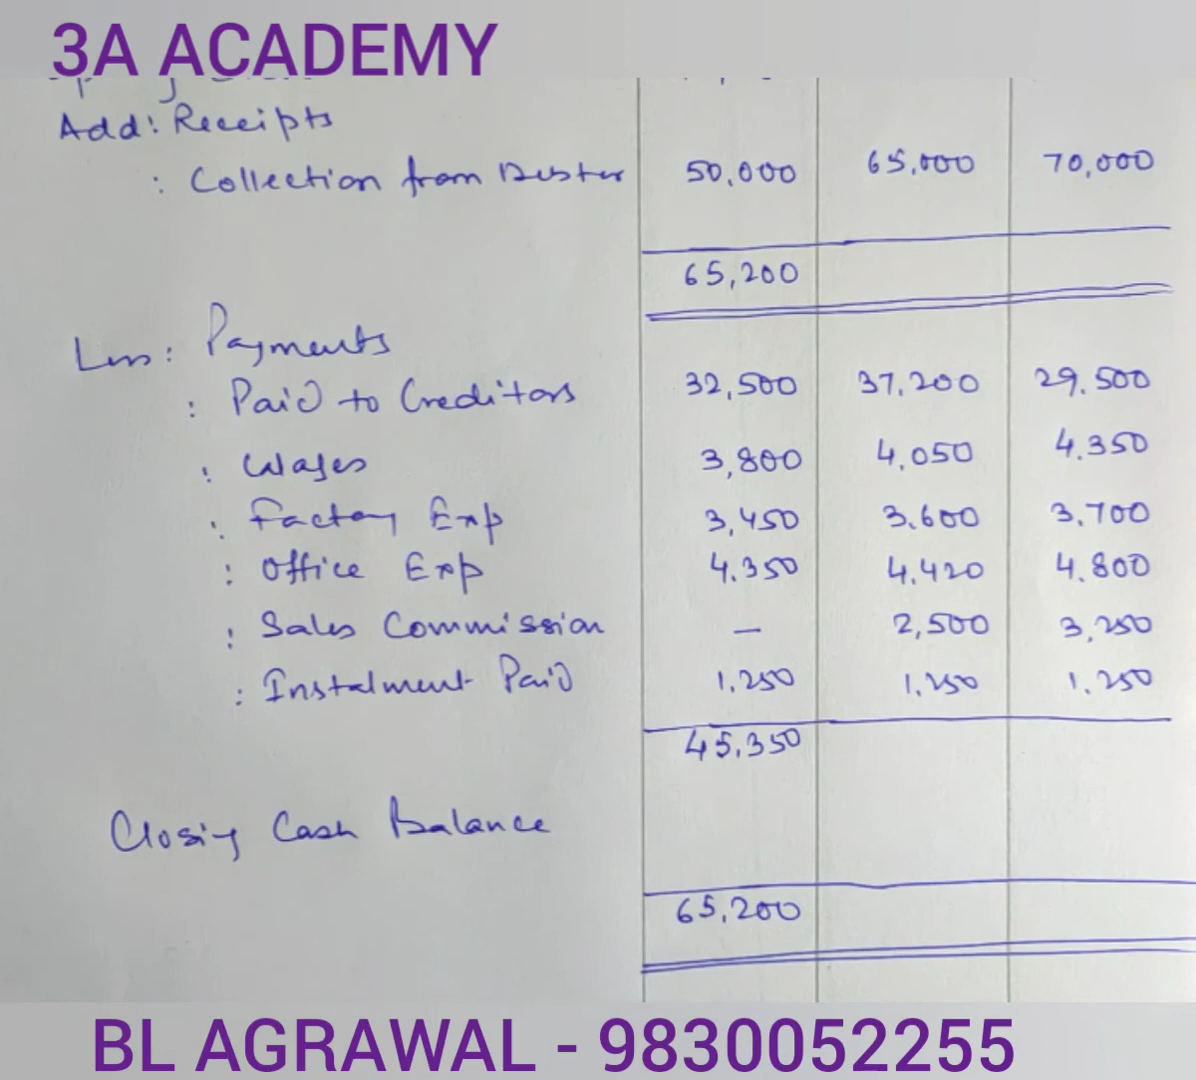 3A ACADEMY
Add: Receipts
: Collection from Debtor 50,000 65,000 70,000
65,200
Less: Payments
: Paid to Creditors 32,500 37,200 29,500
: Wages 3,800 4,050 4,350
: Factory Exp 3,450 3,600 3,700
: Office Exp 4,350 4,420 4,800
: Sales Commission — 2,500 3,250
: Instalment Paid 1,250 1,250 1,250
45,350
Closing Cash Balance
65,200
BL AGRAWAL - 9830052255